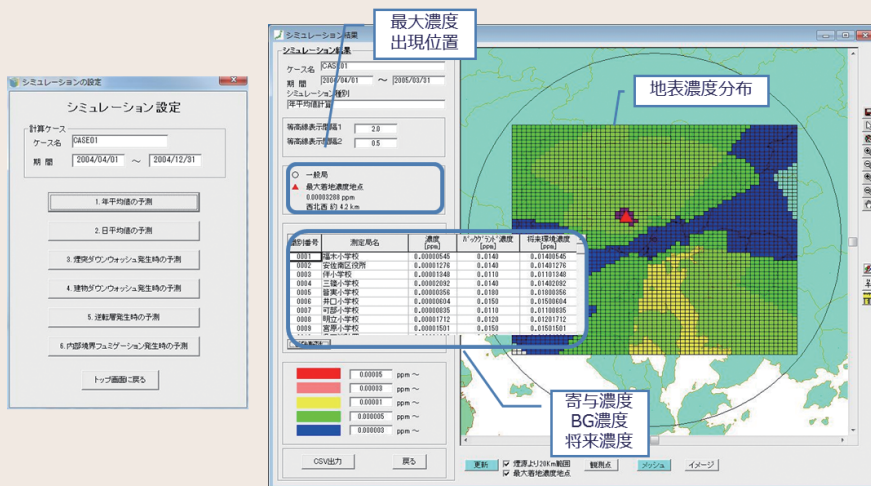 シミュレーションの設定
シミュレーション設定
計算ケース
ケース名 CASE01
期 間 2004/04/01 ～ 2004/12/31
1.年平均値の予測
2.日平均値の予測
3.煙突ダウンウォッシュ発生時の予測
4.建物ダウンウォッシュ発生時の予測
5.逆転層発生時の予測
6.内部境界フュミゲーション発生時の予測
トップ画面に戻る
最大濃度
出現位置
シミュレーション結果
シミュレーション結果
ケース名 CASE01
期 間 2004/04/01 ～ 2005/03/31
シミュレーション種別
年平均値計算
等高線表示間隔1 2.0
等高線表示間隔2 0.5
一般局
最大着地濃度地点
0.00003288 ppm
西北西 約 4.2 km
地表濃度分布
識別番号 測定局名 濃度[ppm] バックグランド濃度[ppm] 将来環境濃度[ppm]
0001 福木小学校 0.00000545 0.0140 0.01400545
0002 安佐南区役所 0.00001276 0.0140 0.01401276
0003 伴小学校 0.00001348 0.0110 0.01101348
0004 三篠小学校 0.00002092 0.0140 0.01402092
0005 皆実小学校 0.00000356 0.0180 0.01800356
0006 井口小学校 0.00000604 0.0150 0.01500604
0007 可部小学校 0.00000835 0.0110 0.01100835
0008 明立小学校 0.00001712 0.0120 0.01201712
0009 宮原小学校 0.00001501 0.0150 0.01501501
0.00005 ppm ～
0.00003 ppm ～
0.00001 ppm ～
0.000005 ppm ～
0.000003 ppm ～
寄与濃度
BG濃度
将来濃度
CSV出力 戻る
更新 煙源より20Km範囲 観測点 メッシュ イメージ
最大着地濃度地点